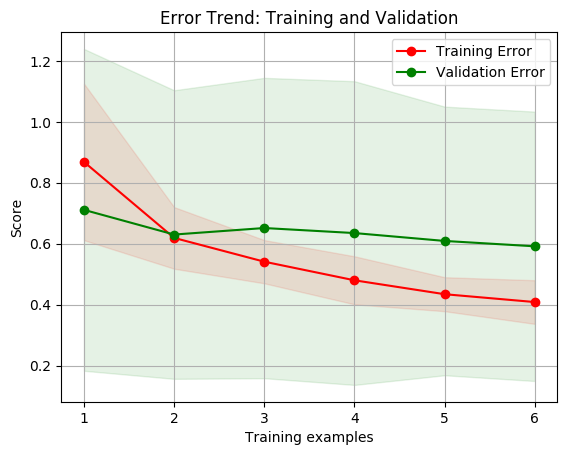 Error Trend: Training and Validation
Training Error
Validation Error
Score
1.2
1.0
0.8
0.6
0.4
0.2
1 2 3 4 5 6
Training examples